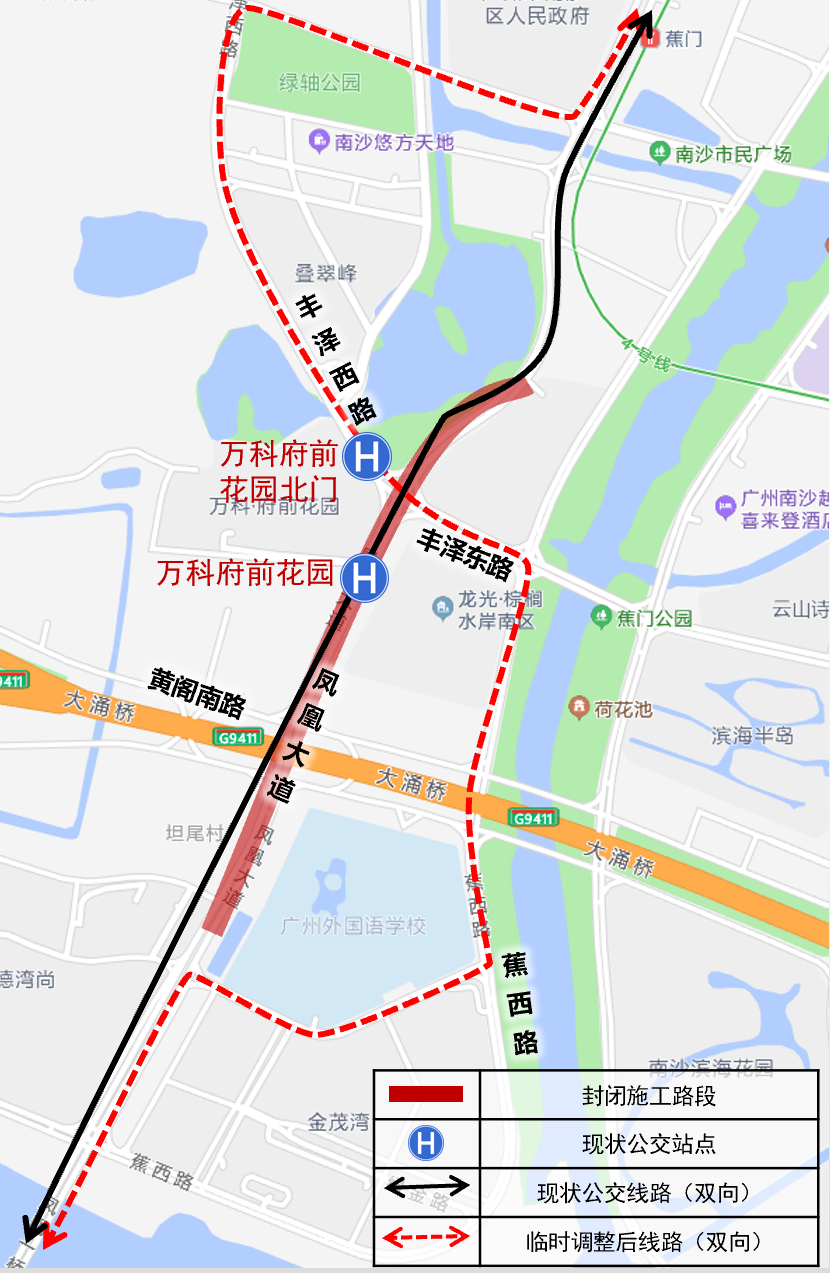 泽西路
区人民政府
蕉门
绿轴公园
南沙悠方天地
南沙市民广场
叠翠峰
丰泽西路
4号线
万科府前
花园北门
万科·府前花园
广州南沙越
喜来登酒店
丰泽东路
万科府前花园
龙光·棕榈
水岸南区
蕉门公园
云山诗
黄阁南路
凤凰大道
G9411
大涌桥
G9411
荷花池
滨海半岛
大涌桥
G9411
大涌桥
坦尾村
凤凰大道
广州外国语学校
蕉西路
蕉西路
德湾尚
南沙滨海花园
金茂湾
蕉西路
金路
凤
桥
封闭施工路段
现状公交站点
现状公交线路（双向）
临时调整后线路（双向）